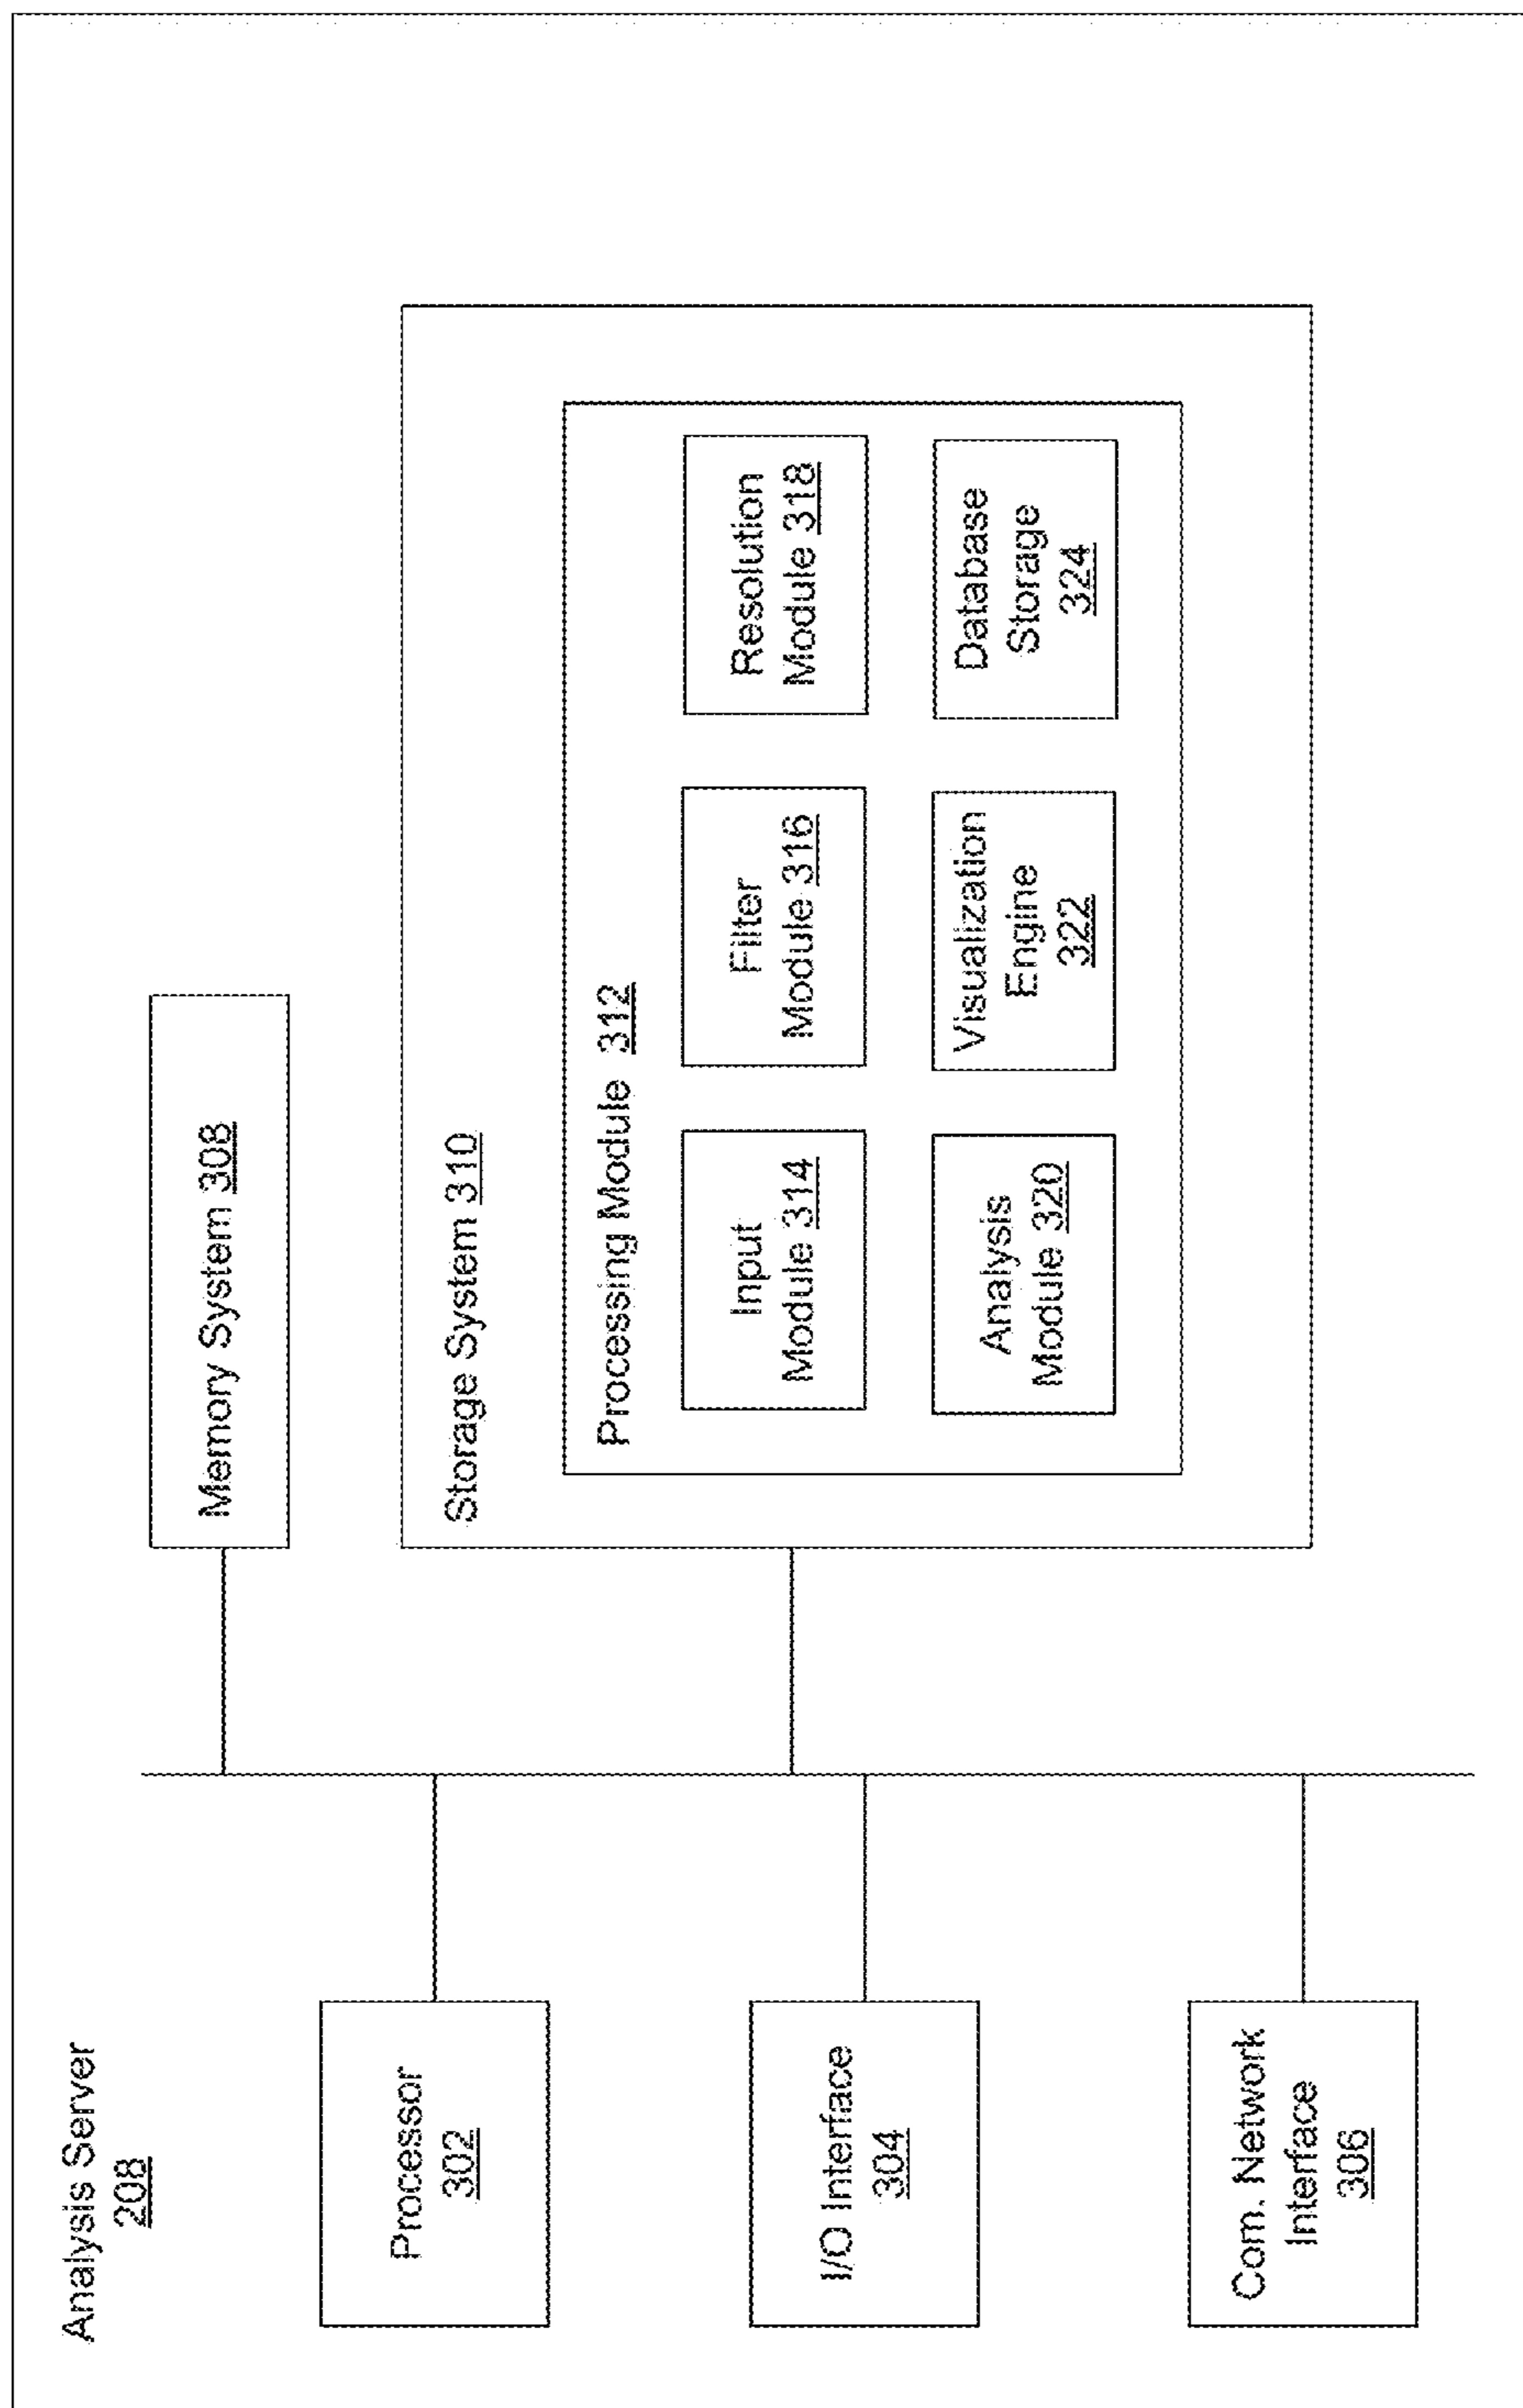 Analysis Server
208
Processor
302
I/O Interface
304
Com. Network
Interface
306
Memory System 308
Storage System 310
Processing Module 312
Input
Module 314
Filter
Module 316
Resolution
Module 318
Analysis
Module 320
Visualization
Engine
322
Database
Storage
324